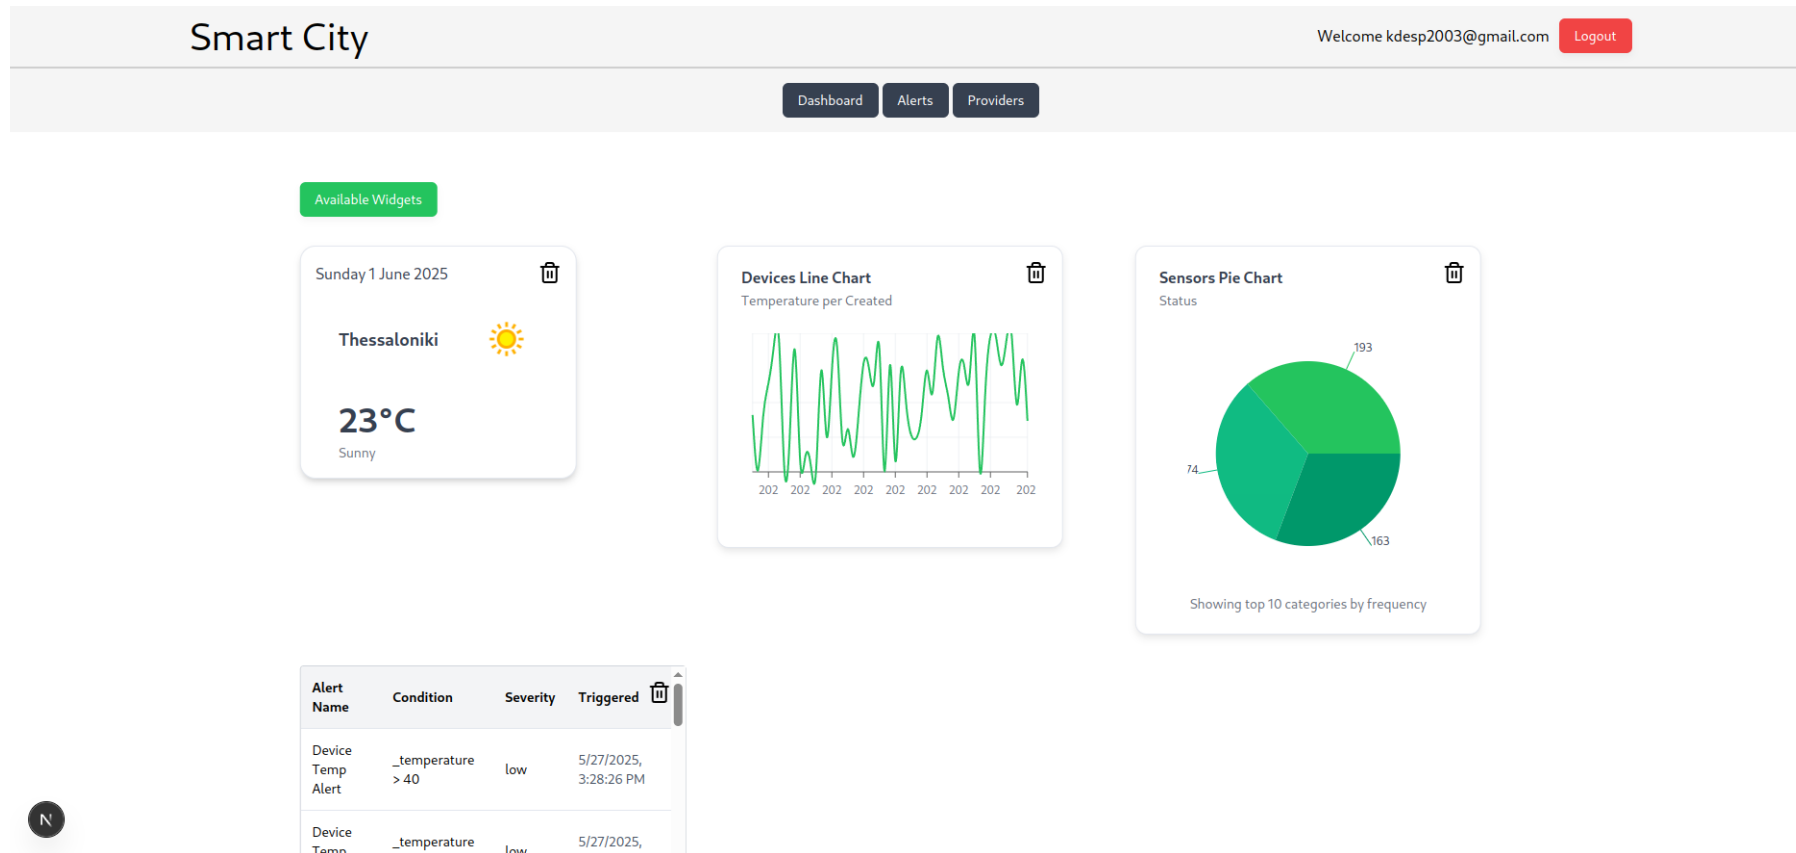 Smart City
Welcome kdesp2003@gmail.com
Logout
Dashboard
Alerts
Providers
Available Widgets
Sunday 1 June 2025
Thessaloniki
23°C
Sunny
Devices Line Chart
Temperature per Created
202 202 202 202 202 202 202 202 202
Sensors Pie Chart
Status
193
74
163
Showing top 10 categories by frequency
Alert Name Condition Severity Triggered
Device Temp Alert _temperature > 40 low 5/27/2025, 3:28:26 PM
Device Temp _temperature low 5/27/2025,
N